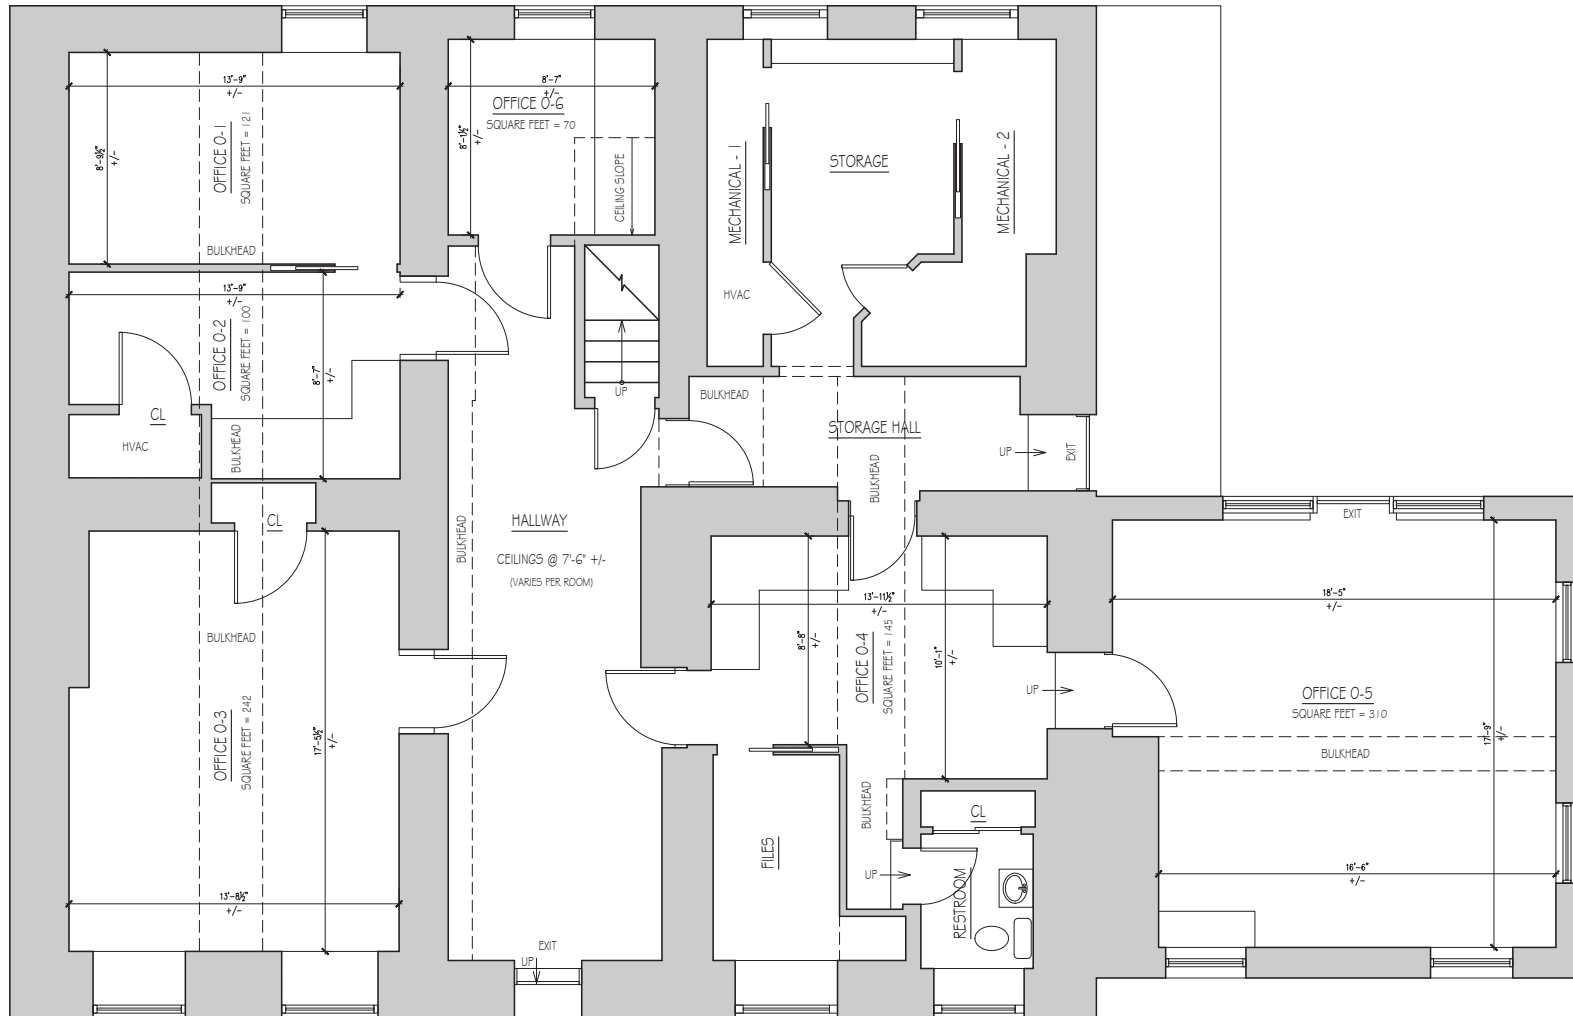 13'-9"
+/-
8'-9½"
+/-
OFFICE 0-1
SQUARE FEET = 121
BULKHEAD
8'-7"
+/-
OFFICE 0-6
SQUARE FEET = 70
8'-1½"
+/-
CEILING SLOPE
MECHANICAL - 1
STORAGE
MECHANICAL - 2
HVAC
13'-9"
+/-
OFFICE 0-2
SQUARE FEET = 100
8'-7"
+/-
CL
HVAC
BULKHEAD
UP
BULKHEAD
STORAGE HALL
UP
EXIT
BULKHEAD
CL
HALLWAY
CEILINGS @ 7'-6" +/-
(VARIES PER ROOM)
BULKHEAD
EXIT
13'-11½"
+/-
8'-8"
+/-
10'-1"
+/-
OFFICE 0-4
SQUARE FEET = 145
18'-5"
+/-
BULKHEAD
OFFICE 0-3
SQUARE FEET = 242
17'-5½"
+/-
UP
OFFICE 0-5
SQUARE FEET = 310
17'-9"
+/-
BULKHEAD
BULKHEAD
CL
FILES
UP
RESTROOM
16'-6"
+/-
13'-8½"
+/-
EXIT
UP